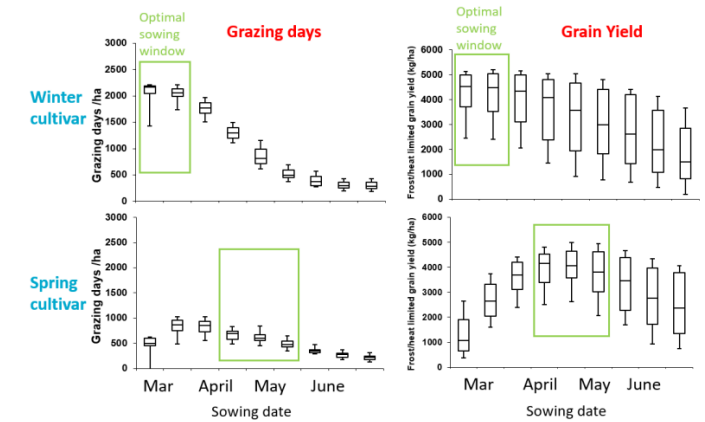 Optimal
sowing
window
Grazing days
Optimal
sowing
window
Grain Yield
Winter
cultivar
Grazing days /ha
3000
2500
2000
1500
1000
500
0
Frost/heat limited grain yield (kg/ha)
6000
5000
4000
3000
2000
1000
0
Spring
cultivar
Grazing days /ha
3000
2500
2000
1500
1000
500
0
Frost/heat limited grain yield (kg/ha)
6000
5000
4000
3000
2000
1000
0
Mar April May June
Sowing date
Mar April May June
Sowing date